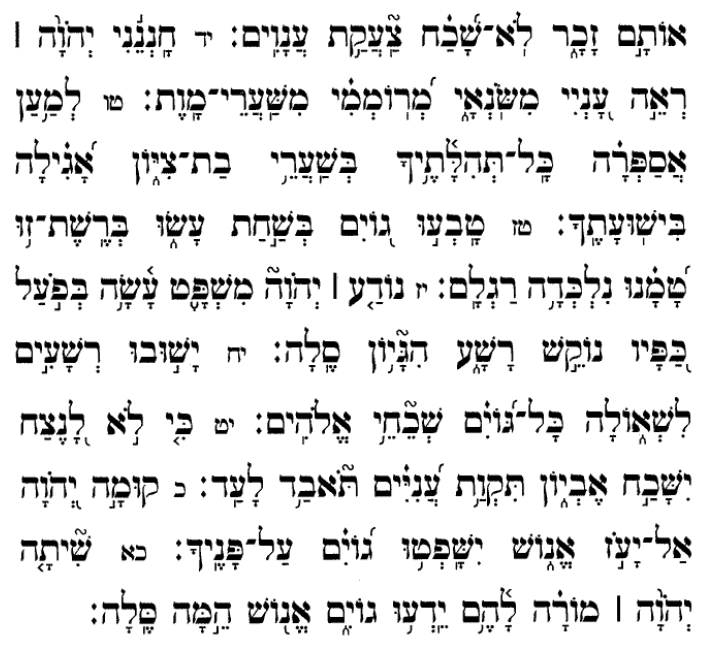 אוֹתָ֣ם זָכָ֑ר לֹֽא־שָׁ֝כַ֗ח צַ֘עֲקַ֥ת עֲנָוִֽים׃ יד חָֽנְנֵ֬נִי יְהֹוָ֗ה ׀
רְאֵ֣ה עָ֭נְיִי מִשֹּׂנְאָ֑י מְ֝רֽוֹמְמִ֗י מִשַּׁ֥עֲרֵי־מָֽוֶת׃ טו לְמַ֥עַן
אֲסַפְּרָ֗ה כׇּֽל־תְּהִלָּ֫תֶ֥יךָ בְּשַׁעֲרֵ֥י בַת־צִיּ֑וֹן אָ֝גִ֗ילָה
בִּישֽׁוּעָתֶֽךָ׃ טז טָבְע֣וּ ג֭וֹיִם בְּשַׁ֣חַת עָשׂ֑וּ בְּרֶֽשֶׁת־ז֥וּ
טָ֝מָ֗נוּ נִלְכְּדָ֥ה רַגְלָֽם׃ יז נ֤וֹדַ֨ע ׀ יְהֹוָה֮ מִשְׁפָּ֢ט עָ֫שָׂ֥ה בְּפֹ֣עַל
כַּ֭פָּיו נוֹקֵ֣שׁ רָשָׁ֑ע הִגָּי֥וֹן סֶֽלָה׃ יח יָשׁ֣וּבוּ רְשָׁעִ֣ים
לִשְׁא֑וֹלָה כׇּל־גּ֝וֹיִ֗ם שְׁכֵחֵ֥י אֱלֹהִֽים׃ יט כִּ֤י לֹ֣א לָ֭נֶצַח
יִשָּׁכַ֣ח אֶבְי֑וֹן תִּקְוַ֥ת עֲ֝נִיִּ֗ים תֹּאבַ֥ד לָעַֽד׃ כ קוּמָ֣ה יְ֭הֹוָה
אַל־יָעֹ֣ז אֱנ֑וֹשׁ יִשָּׁפְט֥וּ ג֝וֹיִ֗ם עַל־פָּנֶֽיךָ׃ כא שִׁ֘יתָ֤ה
יְהֹוָ֨ה ׀ מוֹרָ֗ה לָ֫הֶ֥ם יֵדְע֥וּ גוֹיִ֑ם אֱנ֖וֹשׁ הֵ֣מָּה סֶּֽלָה׃